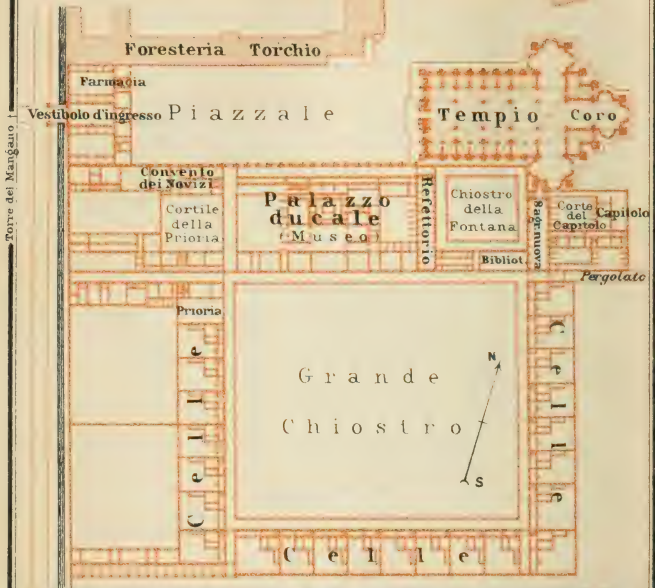 Foresteria Torchio
Farmacia
Vestibolo d'ingresso
Piazzale
Tempio
Coro
Torre del Mangano
Convento
dei Novizi
Cortile
della
Prioria
Palazzo
ducale
(Museo)
Refettorio
Chiostro
della
Fontana
Bibliot.
Sagr. nuova
Corte
del
Capitolo
Capitolo
Pergolato
Prioria
Celle
Grande
Chiostro
N
S
Celle
Celle